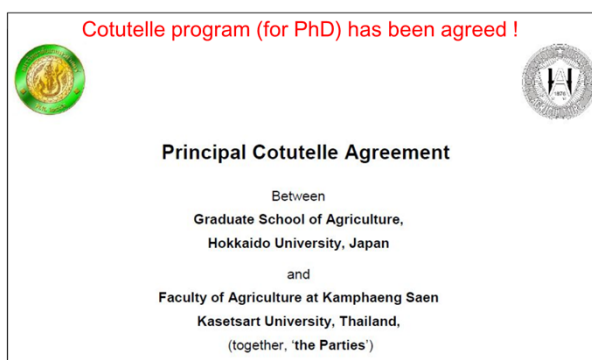 Cotutelle program (for PhD) has been agreed !
1876
Principal Cotutelle Agreement
Between
Graduate School of Agriculture,
Hokkaido University, Japan
and
Faculty of Agriculture at Kamphaeng Saen
Kasetsart University, Thailand,
(together, 'the Parties')